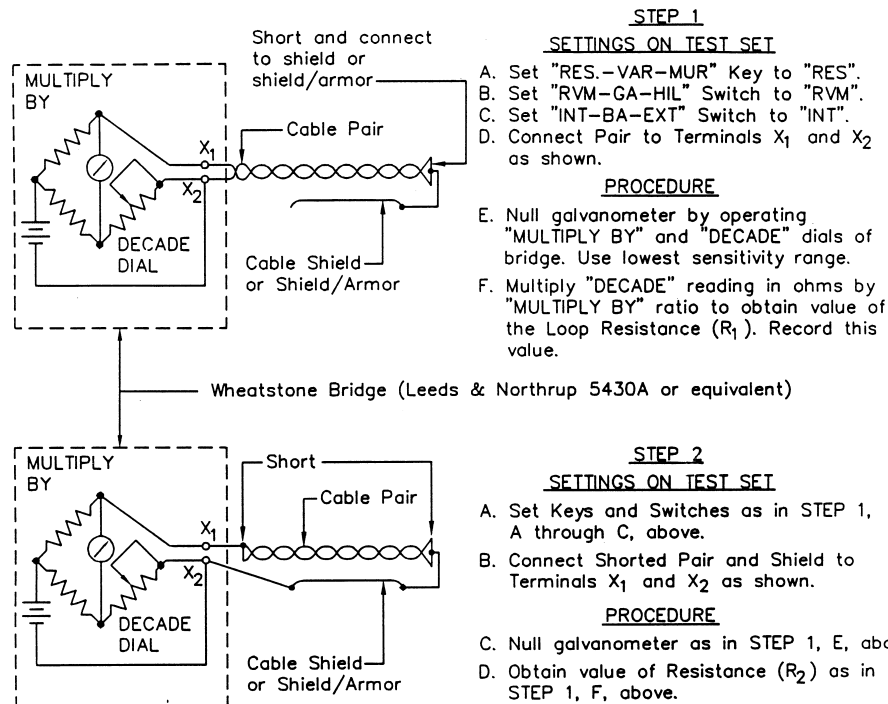 STEP 1
SETTINGS ON TEST SET
A. Set "RES.-VAR-MUR" Key to "RES".
B. Set "RVM-GA-HIL" Switch to "RVM".
C. Set "INT-BA-EXT" Switch to "INT".
D. Connect Pair to Terminals X1 and X2
as shown.
PROCEDURE
E. Null galvanometer by operating
"MULTIPLY BY" and "DECADE" dials of
bridge. Use lowest sensitivity range.
F. Multiply "DECADE" reading in ohms by
"MULTIPLY BY" ratio to obtain value of
the Loop Resistance (R1). Record this
value.
Short and connect
to shield or
shield/armor
MULTIPLY
BY
Cable Pair
X1
X2
DECADE
DIAL
Cable Shield
or Shield/Armor
Wheatstone Bridge (Leeds & Northrup 5430A or equivalent)
STEP 2
SETTINGS ON TEST SET
A. Set Keys and Switches as in STEP 1,
A through C, above.
B. Connect Shorted Pair and Shield to
Terminals X1 and X2 as shown.
PROCEDURE
C. Null galvanometer as in STEP 1, E, abo
D. Obtain value of Resistance (R2) as in
STEP 1, F, above.
MULTIPLY
BY
Short
Cable Pair
X1
X2
DECADE
DIAL
Cable Shield
or Shield/Armor